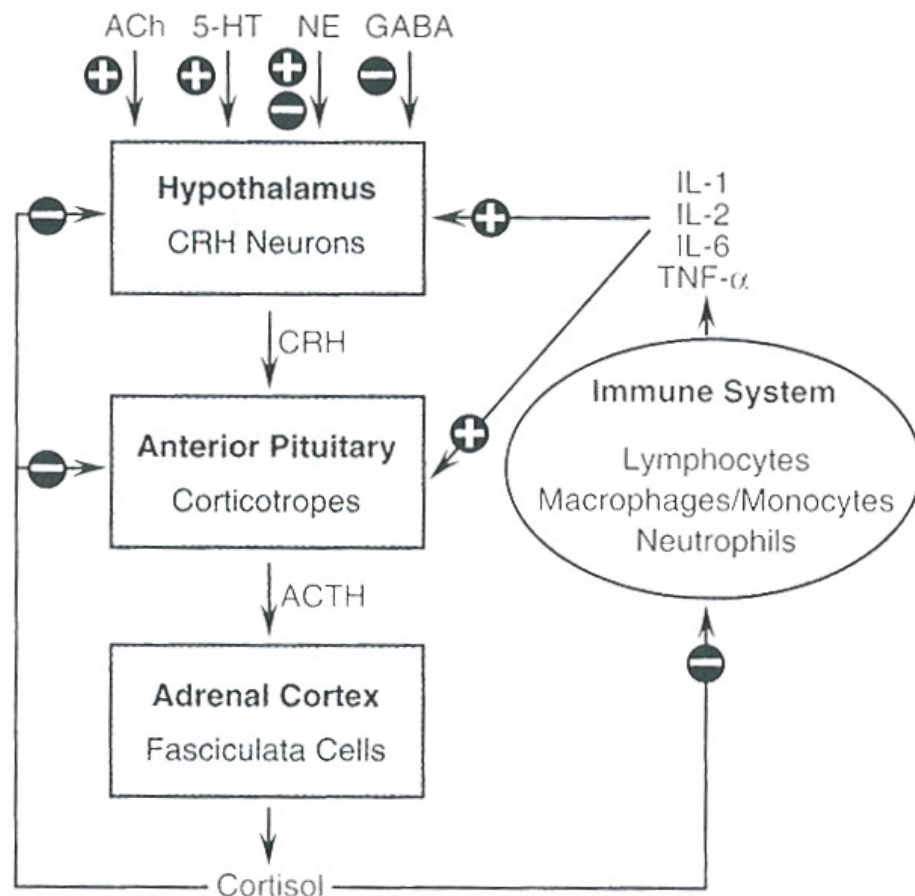 ACh 5-HT NE GABA
Hypothalamus
CRH Neurons
IL-1
IL-2
IL-6
TNF-α
CRH
Immune System
Anterior Pituitary
Corticotropes
Lymphocytes
Macrophages/Monocytes
Neutrophils
ACTH
Adrenal Cortex
Fasciculata Cells
Cortisol